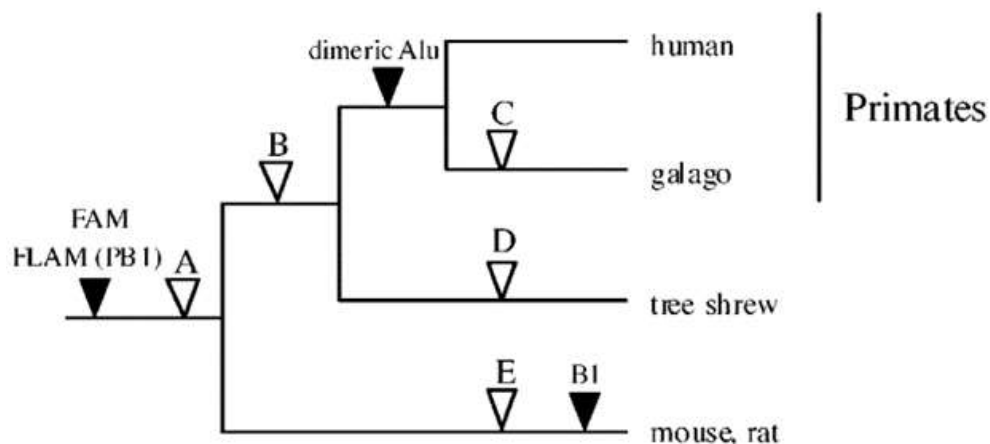 dimeric Alu
human
Primates
C
B
galago
FAM
FLAM (PB1)
A
D
tree shrew
E
B1
mouse, rat